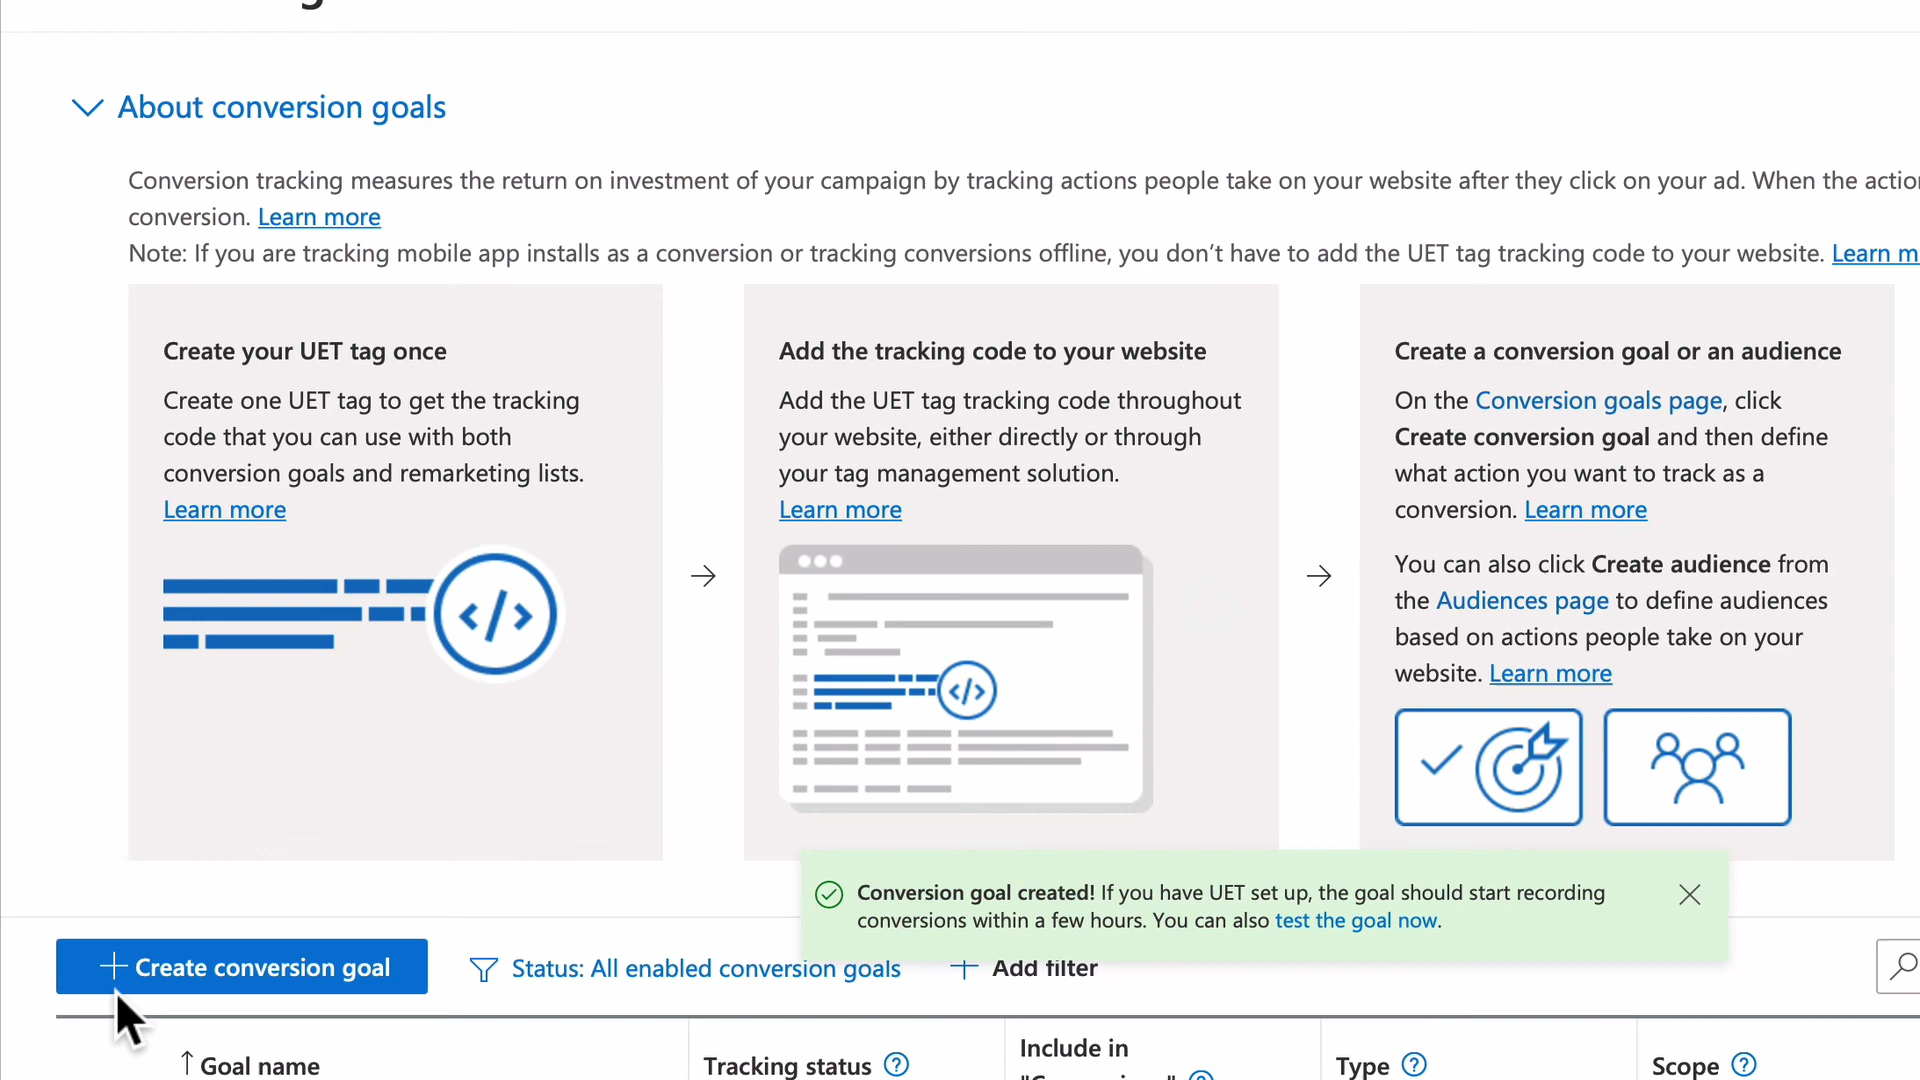 About conversion goals
Conversion tracking measures the return on investment of your campaign by tracking actions people take on your website after they click on your ad. When the
conversion. Learn more
Note: If you are tracking mobile app installs as a conversion or tracking conversions offline, you don't have to add the UET tag tracking code to your website. Learn
Create your UET tag once
Create one UET tag to get the tracking
code that you can use with both
conversion goals and remarketing lists.
Learn more
Add the tracking code to your website
Add the UET tag tracking code throughout
your website, either directly or through
your tag management solution.
Learn more
Create a conversion goal or an audience
On the Conversion goals page, click
Create conversion goal and then define
what action you want to track as a
conversion. Learn more
You can also click Create audience from
the Audiences page to define audiences
based on actions people take on your
website. Learn more
Conversion goal created! If you have UET set up, the goal should start recording
conversions within a few hours. You can also test the goal now.
Create conversion goal
Status: All enabled conversion goals
Add filter
Goal name
Tracking status
Include in
Type
Scope